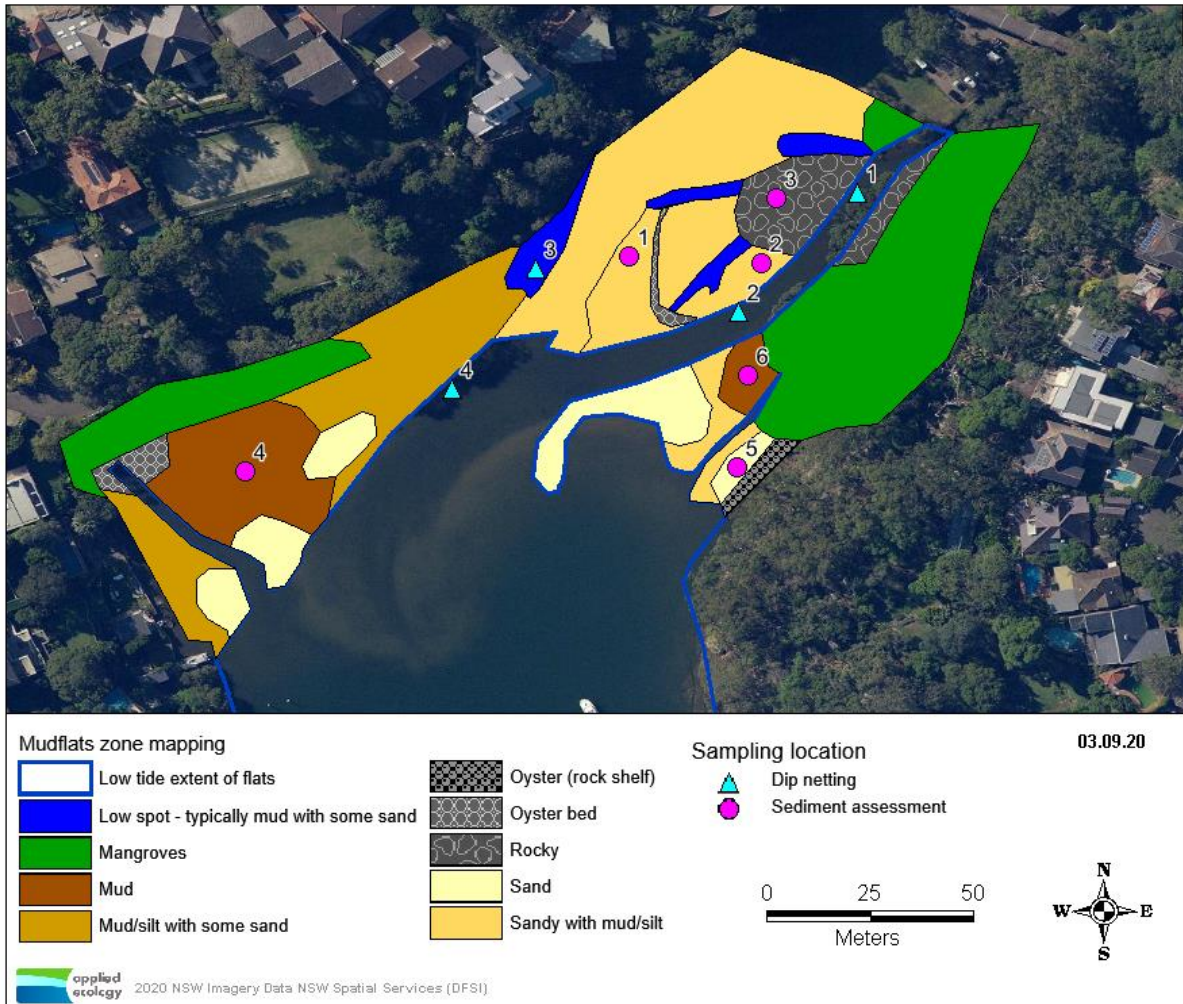 3
1
1
3
2
2
4
6
4
5
Mudflats zone mapping
Low tide extent of flats
Low spot - typically mud with some sand
Mangroves
Mud
Mud/silt with some sand
Oyster (rock shelf)
Oyster bed
Rocky
Sand
Sandy with mud/silt
Sampling location
Dip netting
Sediment assessment
03.09.20
0 25 50
Meters
N
W E
S
applied
ecology
2020 NSW Imagery Data NSW Spatial Services (DFSI)